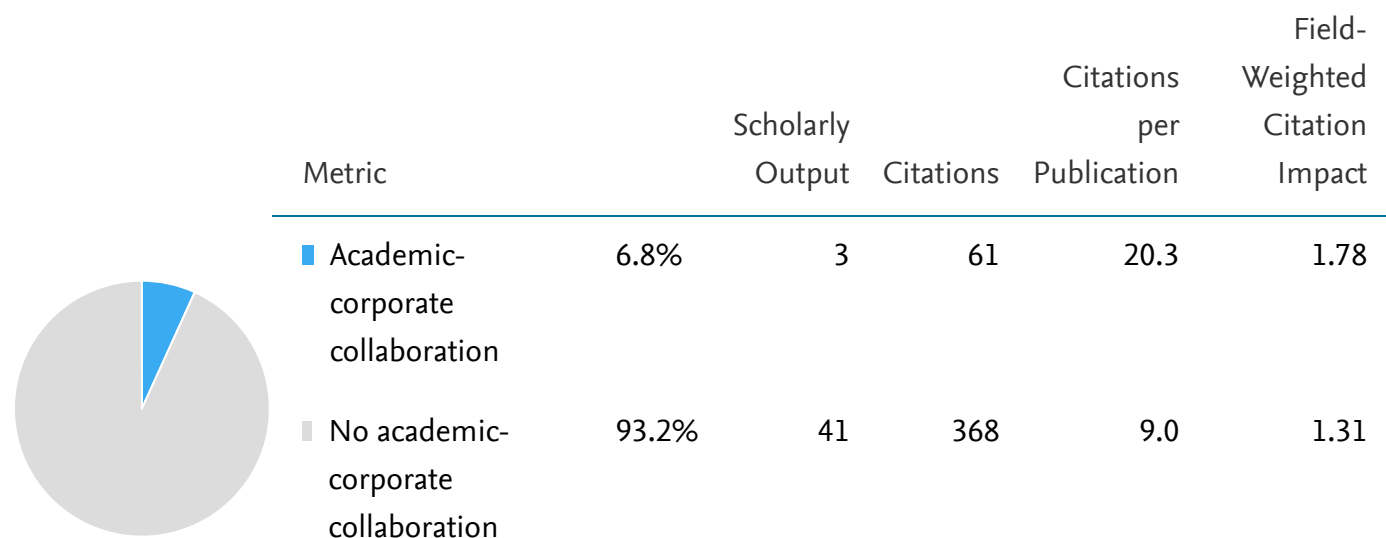 Field-
Citations Weighted
Scholarly per Citation
Metric Output Citations Publication Impact
Academic- 6.8% 3 61 20.3 1.78
corporate
collaboration
No academic- 93.2% 41 368 9.0 1.31
corporate
collaboration